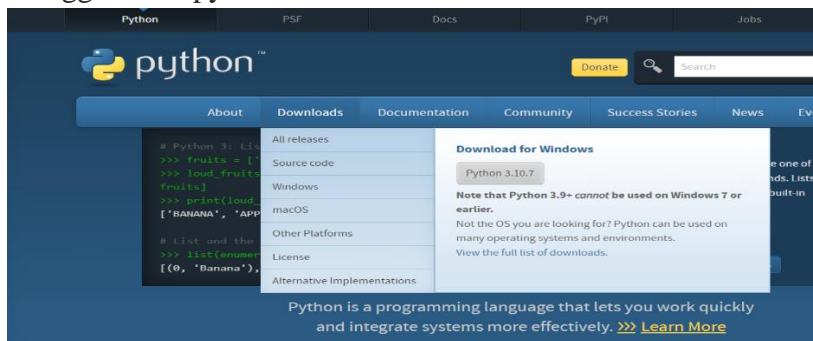 Python PSF Docs PyPI Jobs
python™
Donate Search
About Downloads Documentation Community Success Stories News Ev
# Python 3: Lis
>>> fruits = ['
>>> loud_fruits
fruits]
>>> print(loud_
['BANANA', 'APP
# List and the
>>> list(enumer
[(0, 'Banana'),
All releases
Source code
Windows
macOS
Other Platforms
License
Alternative Implementations
Download for Windows
Python 3.10.7
Note that Python 3.9+ cannot be used on Windows 7 or
earlier.
Not the OS you are looking for? Python can be used on
many operating systems and environments.
View the full list of downloads.
e one of
nds. Lists
built-in
Python is a programming language that lets you work quickly
and integrate systems more effectively. >>> Learn More